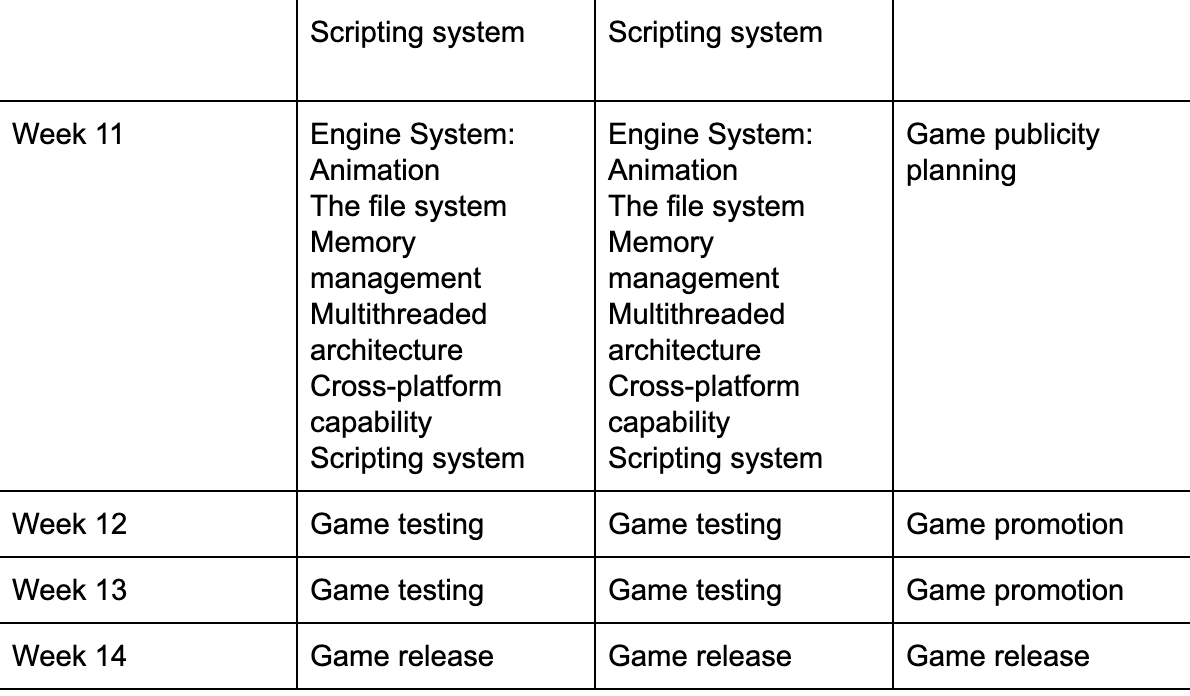 Scripting system
Scripting system
Week 11
Engine System:
Animation
The file system
Memory
management
Multithreaded
architecture
Cross-platform
capability
Scripting system
Engine System:
Animation
The file system
Memory
management
Multithreaded
architecture
Cross-platform
capability
Scripting system
Game publicity
planning
Week 12
Game testing
Game testing
Game promotion
Week 13
Game testing
Game testing
Game promotion
Week 14
Game release
Game release
Game release